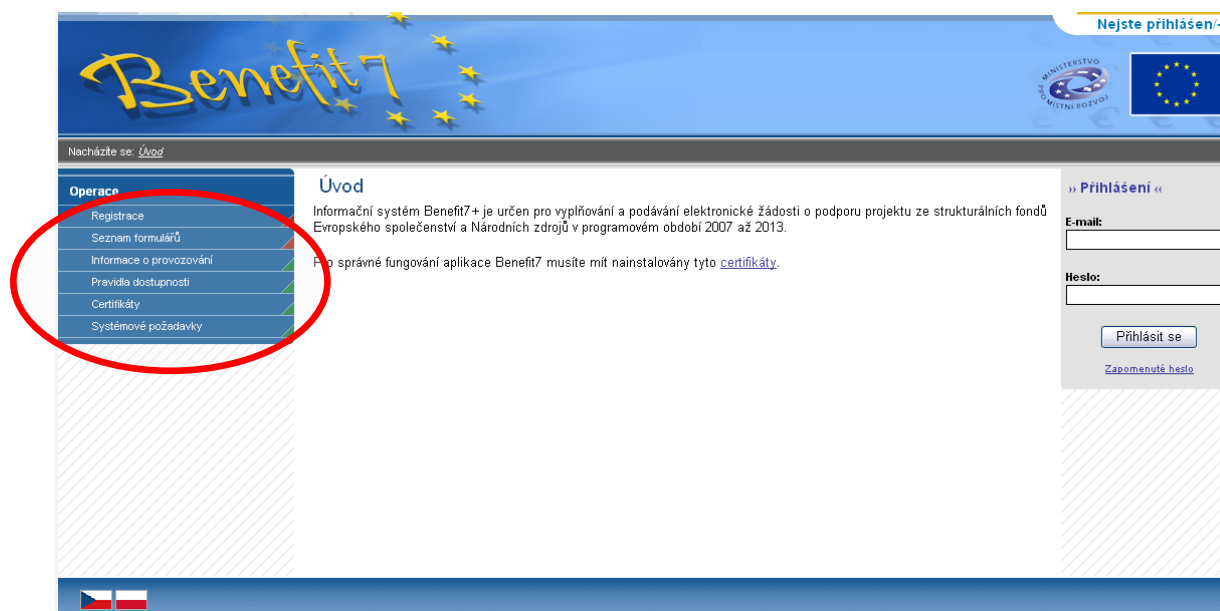 Nejste přihlášen/-
Benefit7
MINISTERSTVO
PRO MÍSTNÍ ROZVOJ
Nacházíte se: Úvod
Operace
Registrace
Seznam formulářů
Informace o provozování
Pravidla dostupnosti
Certifikáty
Systémové požadavky
Úvod
Informační systém Benefit7+ je určen pro vyplňování a podávání elektronické žádosti o podporu projektu ze strukturálních fondů
Evropského společenství a Národních zdrojů v programovém období 2007 až 2013.
Pro správné fungování aplikace Benefit7 musíte mít nainstalovány tyto certifikáty.
›› Přihlášení ‹‹
E-mail:
Heslo:
Přihlásit se
Zapomenuté heslo